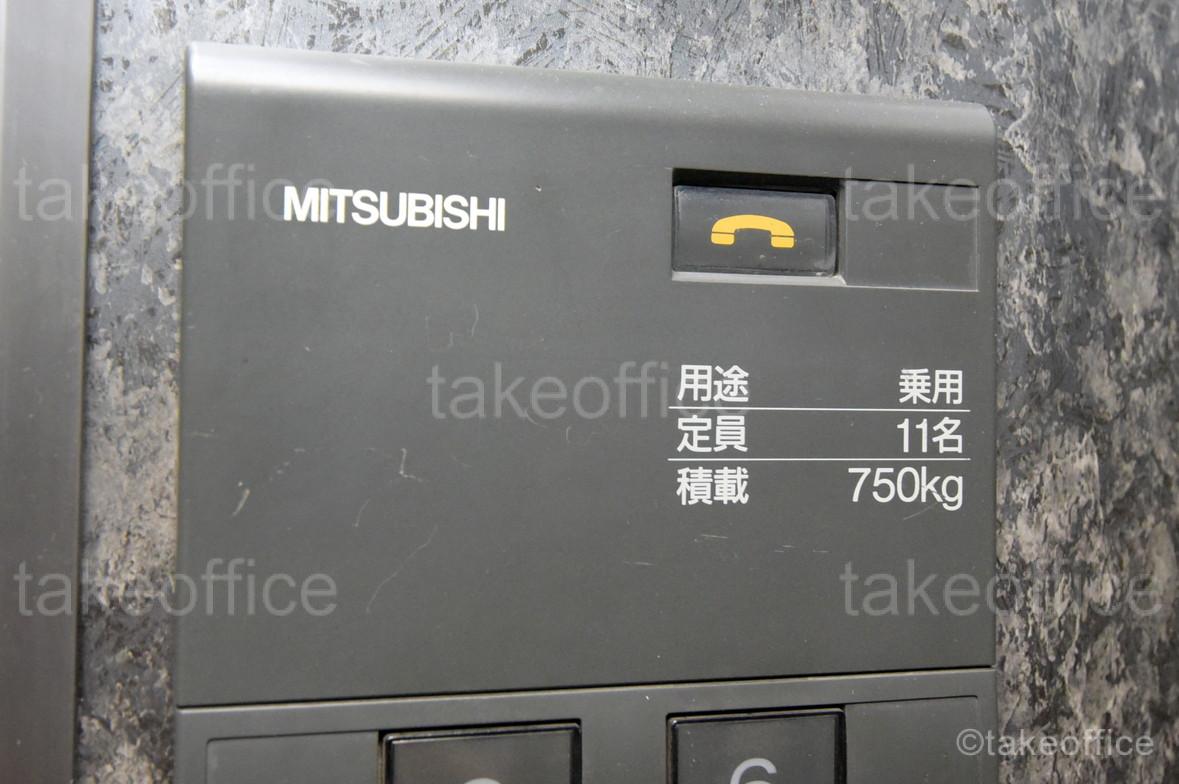 takeoffice takeoffice
MITSUBISHI
takeoffice
用途 乗用
定員 11名
積載 750kg
takeoffice takeoffice
©takeoffice